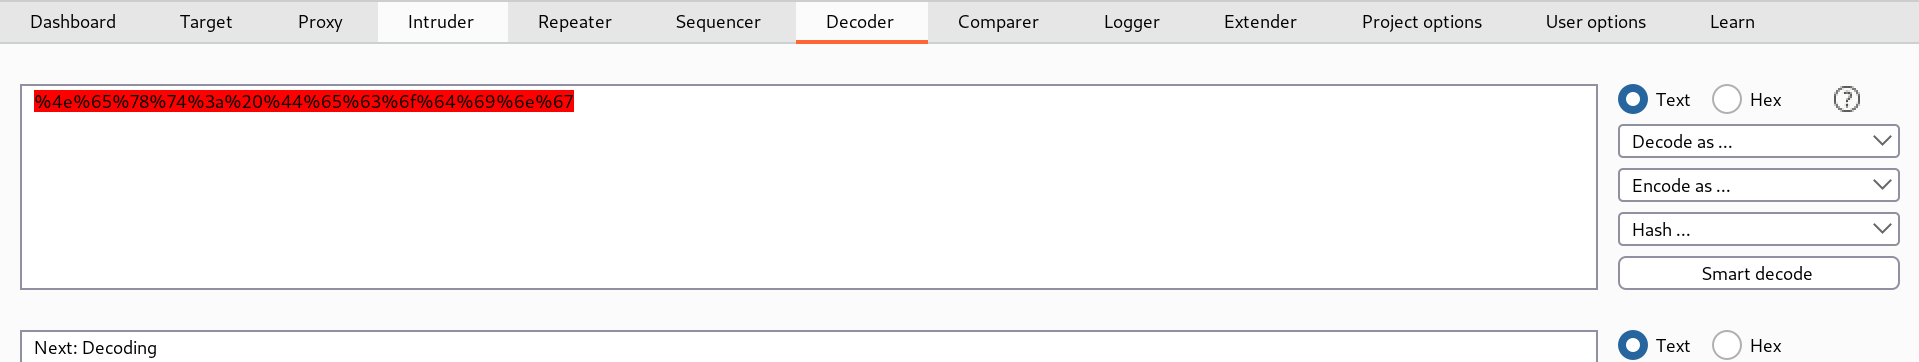 Dashboard Target Proxy Intruder Repeater Sequencer Decoder Comparer Logger Extender Project options User options Learn
%4e%65%78%74%3a%20%44%65%63%6f%64%69%6e%67
Text Hex ?
Decode as ...
Encode as ...
Hash ...
Smart decode
Next: Decoding
Text Hex